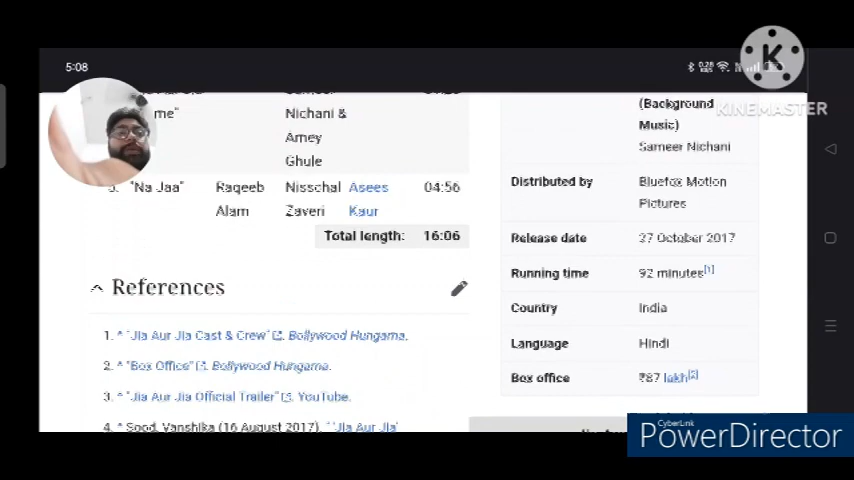 5:08
KINEMASTER
me"
Nichani &
Amey
Ghule
"Na Jaa" Raqeeb Nisschal Asees 04:56
Alam Zaveri Kaur
Total length: 16:06
References
1. ^ "Jia Aur Jia Cast & Crew". Bollywood Hungama.
2. ^ "Box Office". Bollywood Hungama.
3. ^ "Jia Aur Jia Official Trailer". YouTube.
4. ^ Sood, Vanshika (16 August 2017). "'Jia Aur Jia'
(Background
Music)
Sameer Nichani
Distributed by Bluefox Motion
Pictures
Release date 27 October 2017
Running time 92 minutes[1]
Country India
Language Hindi
Box office ₹87 lakh[2]
CyberLink
PowerDirector